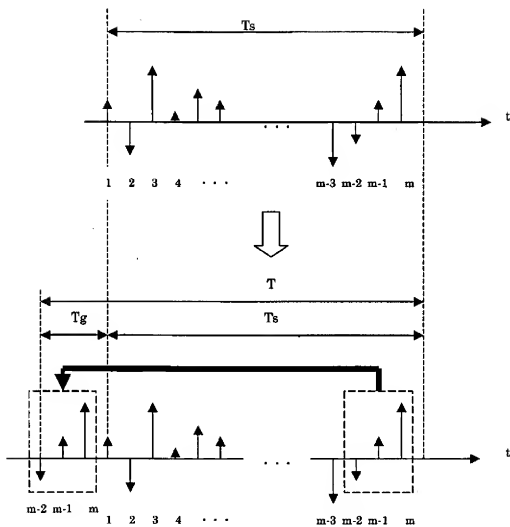 Ts
t
. . .
1 2 3 4 . . . m-3 m-2 m-1 m
T
Tg Ts
t
. . .
m-2 m-1 m 1 2 3 4 . . . m-3 m-2 m-1 m